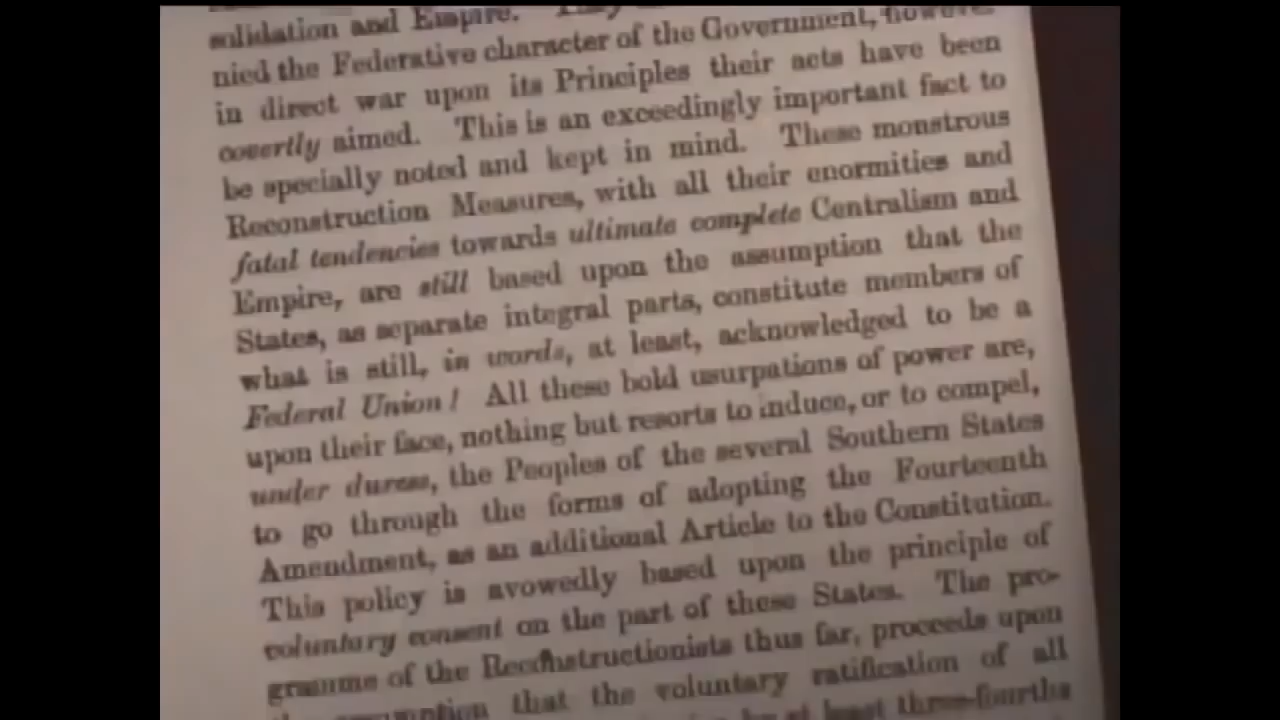 solidation and Empire. They
nied the Federative character of the Government, however
in direct war upon its Principles their acts have been
covertly aimed. This is an exceedingly important fact to
be specially noted and kept in mind. These monstrous
Reconstruction Measures, with all their enormities and
fatal tendencies towards ultimate complete Centralism and
Empire, are still based upon the assumption that the
States, as separate integral parts, constitute members of
what is still, in words, at least, acknowledged to be a
Federal Union! All these bold usurpations of power are,
upon their face, nothing but resorts to induce, or to compel,
under duress, the Peoples of the several Southern States
to go through the forms of adopting the Fourteenth
Amendment, as an additional Article to the Constitution.
This policy is avowedly based upon the principle of
voluntary consent on the part of these States. The pro-
gramme of the Reconstructionists thus far, proceeds upon
the assumption that the voluntary ratification of all
at least three-fourths